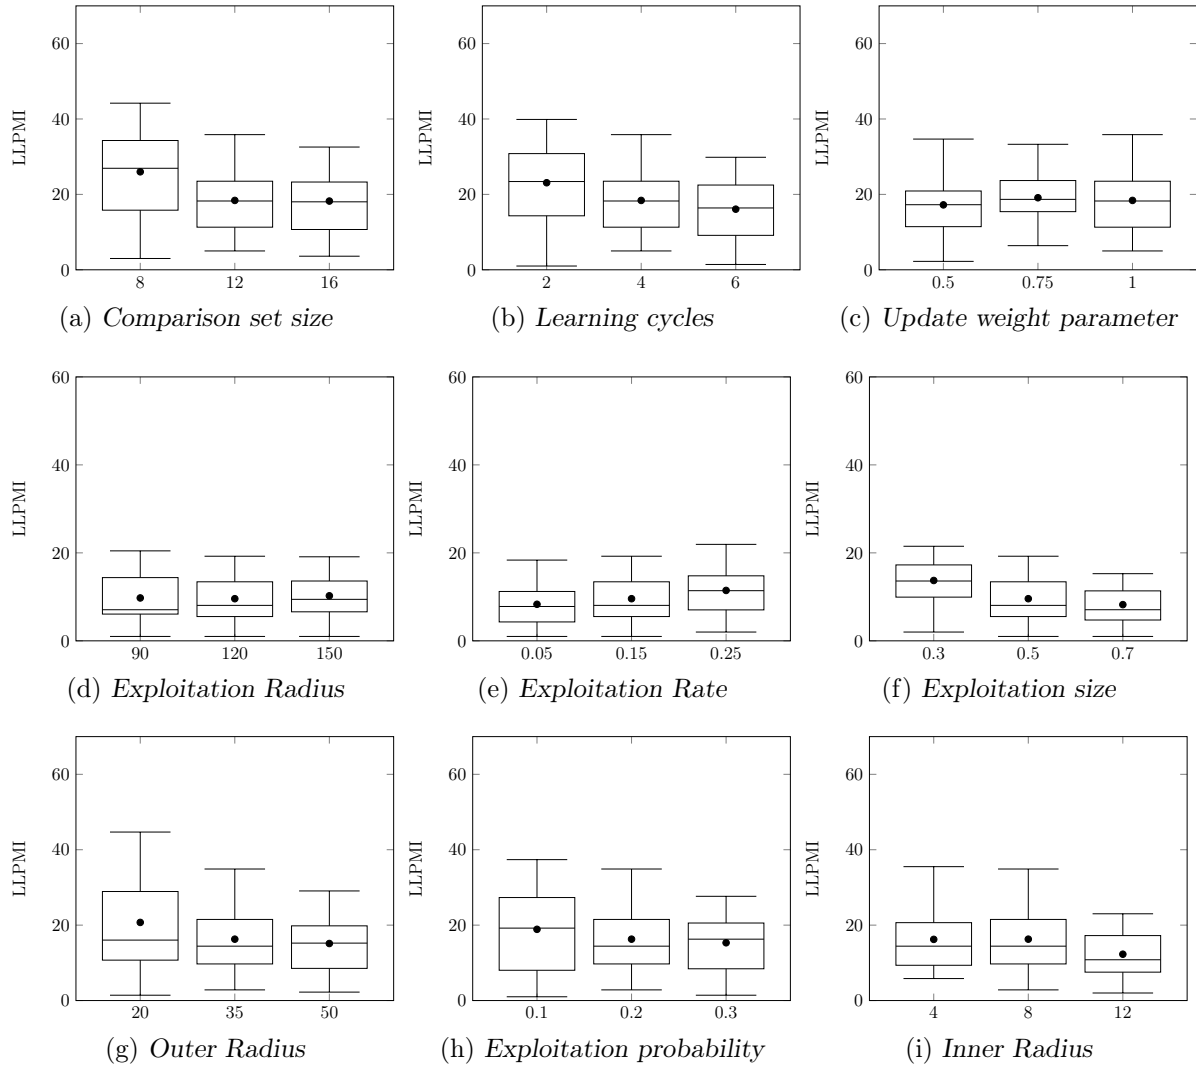 60
40
20
0
LLPMI
8 12 16
(a) Comparison set size
60
40
20
0
LLPMI
2 4 6
(b) Learning cycles
60
40
20
0
LLPMI
0.5 0.75 1
(c) Update weight parameter
60
40
20
0
LLPMI
90 120 150
(d) Exploitation Radius
60
40
20
0
LLPMI
0.05 0.15 0.25
(e) Exploitation Rate
60
40
20
0
LLPMI
0.3 0.5 0.7
(f) Exploitation size
60
40
20
0
LLPMI
20 35 50
(g) Outer Radius
60
40
20
0
LLPMI
0.1 0.2 0.3
(h) Exploitation probability
60
40
20
0
LLPMI
4 8 12
(i) Inner Radius